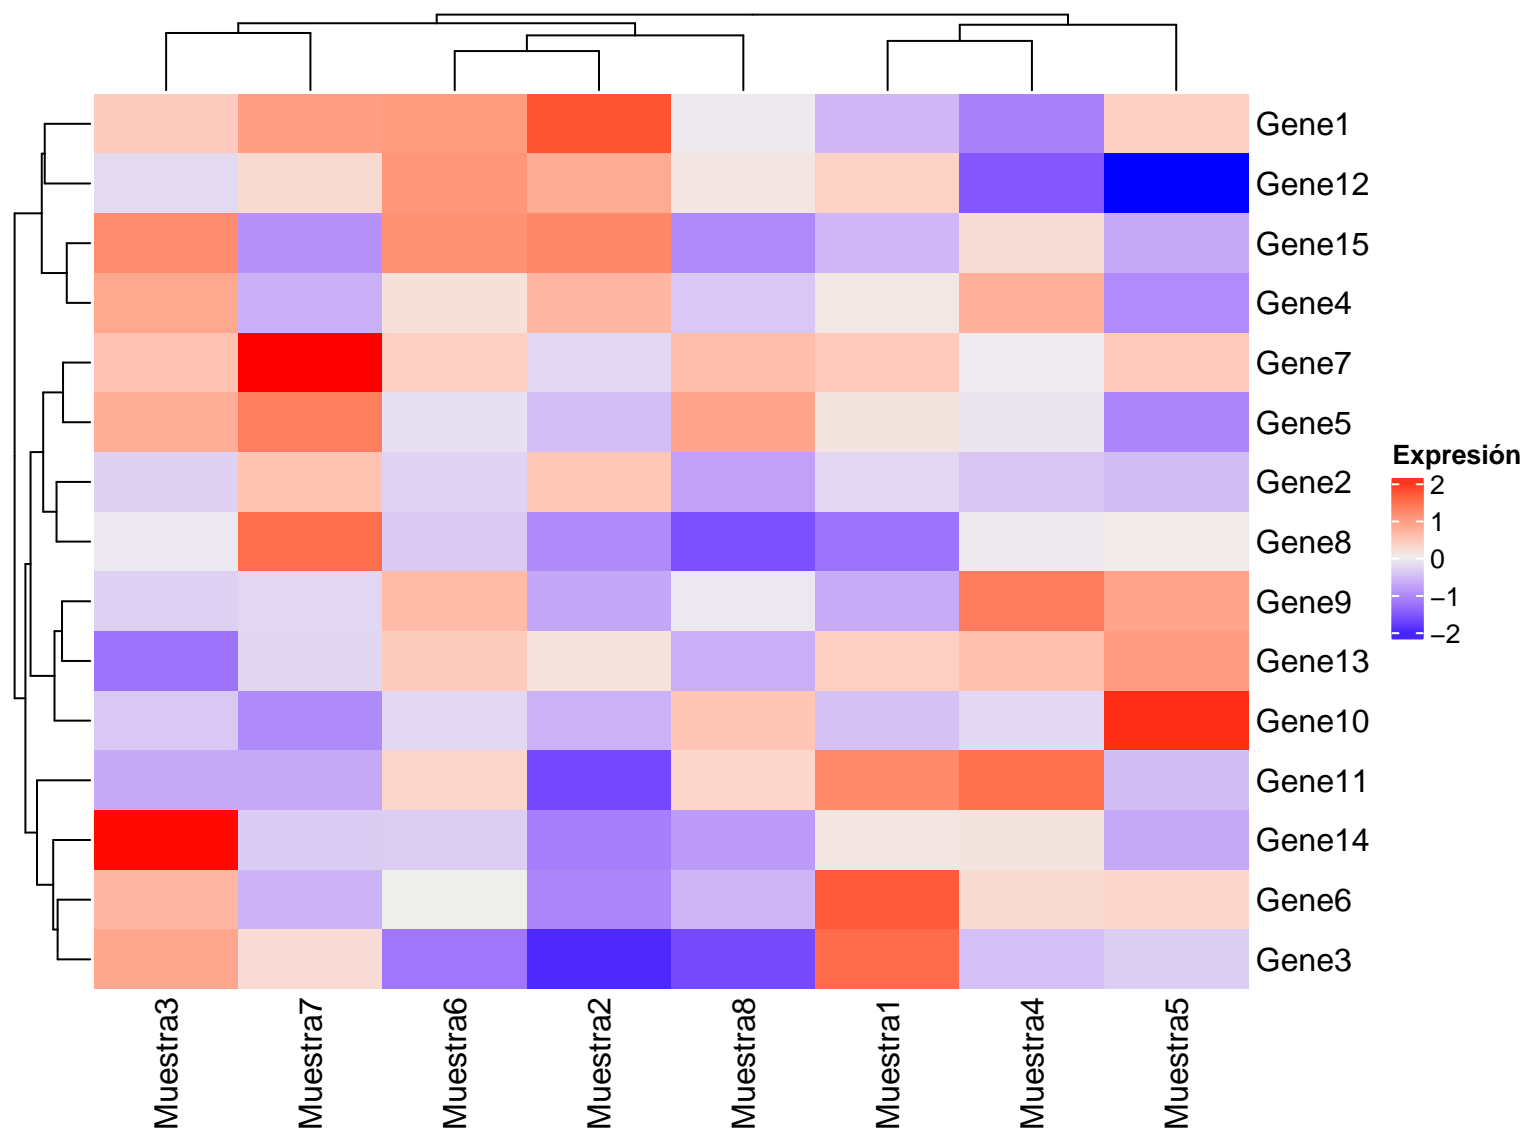 Gene1
Gene12
Gene15
Gene4
Gene7
Gene5
Gene2
Gene8
Gene9
Gene13
Gene10
Gene11
Gene14
Gene6
Gene3
Muestra3
Muestra7
Muestra6
Muestra2
Muestra8
Muestra1
Muestra4
Muestra5
Expresión
2
1
0
−1
−2